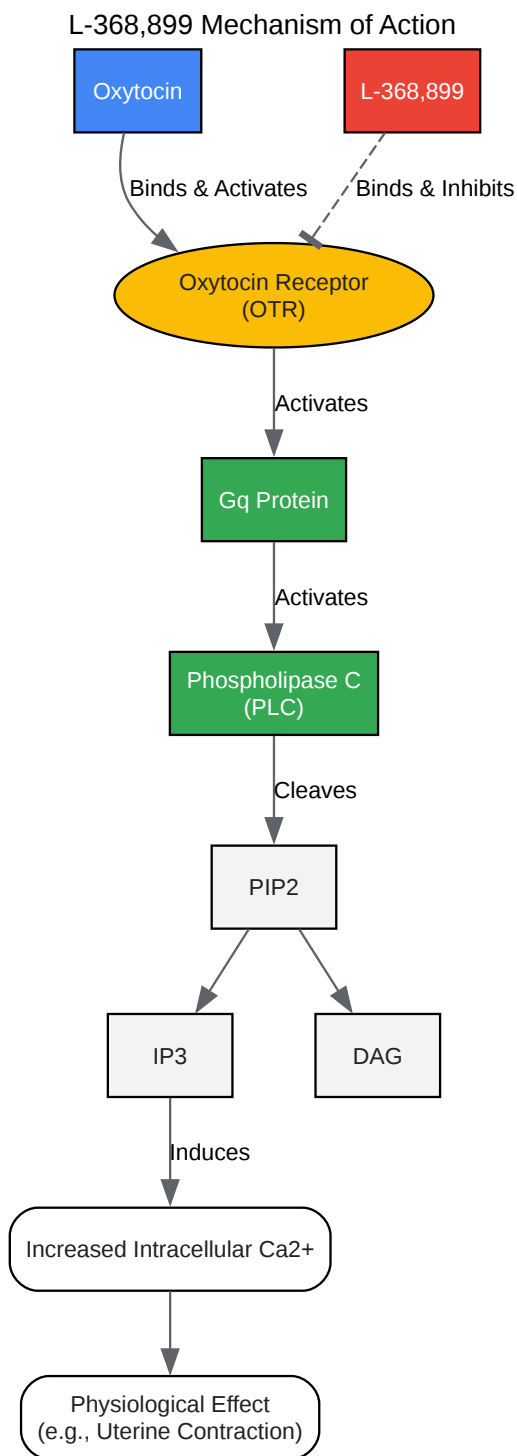 L-368,899 Mechanism of Action
Oxytocin
L-368,899
Binds & Activates
Binds & Inhibits
Oxytocin Receptor
(OTR)
Activates
Gq Protein
Activates
Phospholipase C
(PLC)
Cleaves
PIP2
IP3
DAG
Induces
Increased Intracellular Ca2+
Physiological Effect
(e.g., Uterine Contraction)